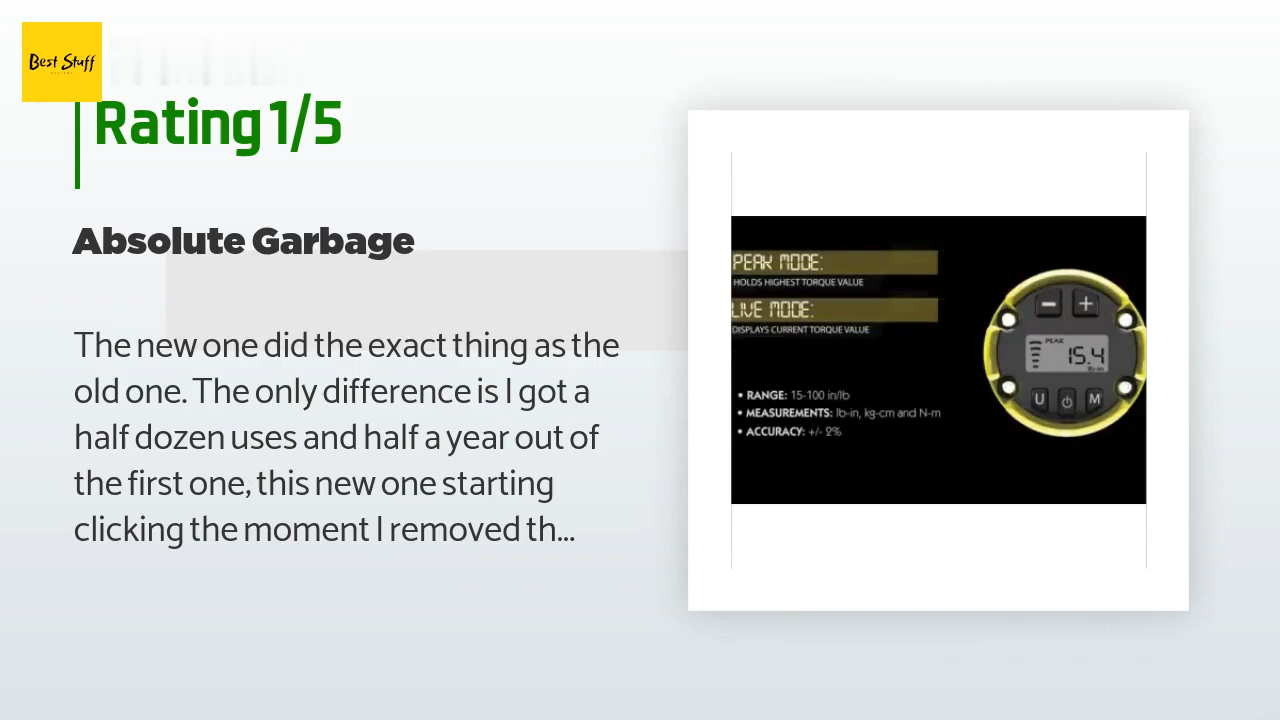 Best Stuff
Rating 1/5
Absolute Garbage
The new one did the exact thing as the
old one. The only difference is I got a
half dozen uses and half a year out of
the first one, this new one starting
clicking the moment I removed th...
PEAK MODE:
HOLDS HIGHEST TORQUE VALUE
LIVE MODE:
DISPLAYS CURRENT TORQUE VALUE
• RANGE: 15-100 in/lb
• MEASUREMENTS: lb-in, kg-cm and N-m
• ACCURACY: +/- 2%
− +
PEAK
15.4
lb-in
U M